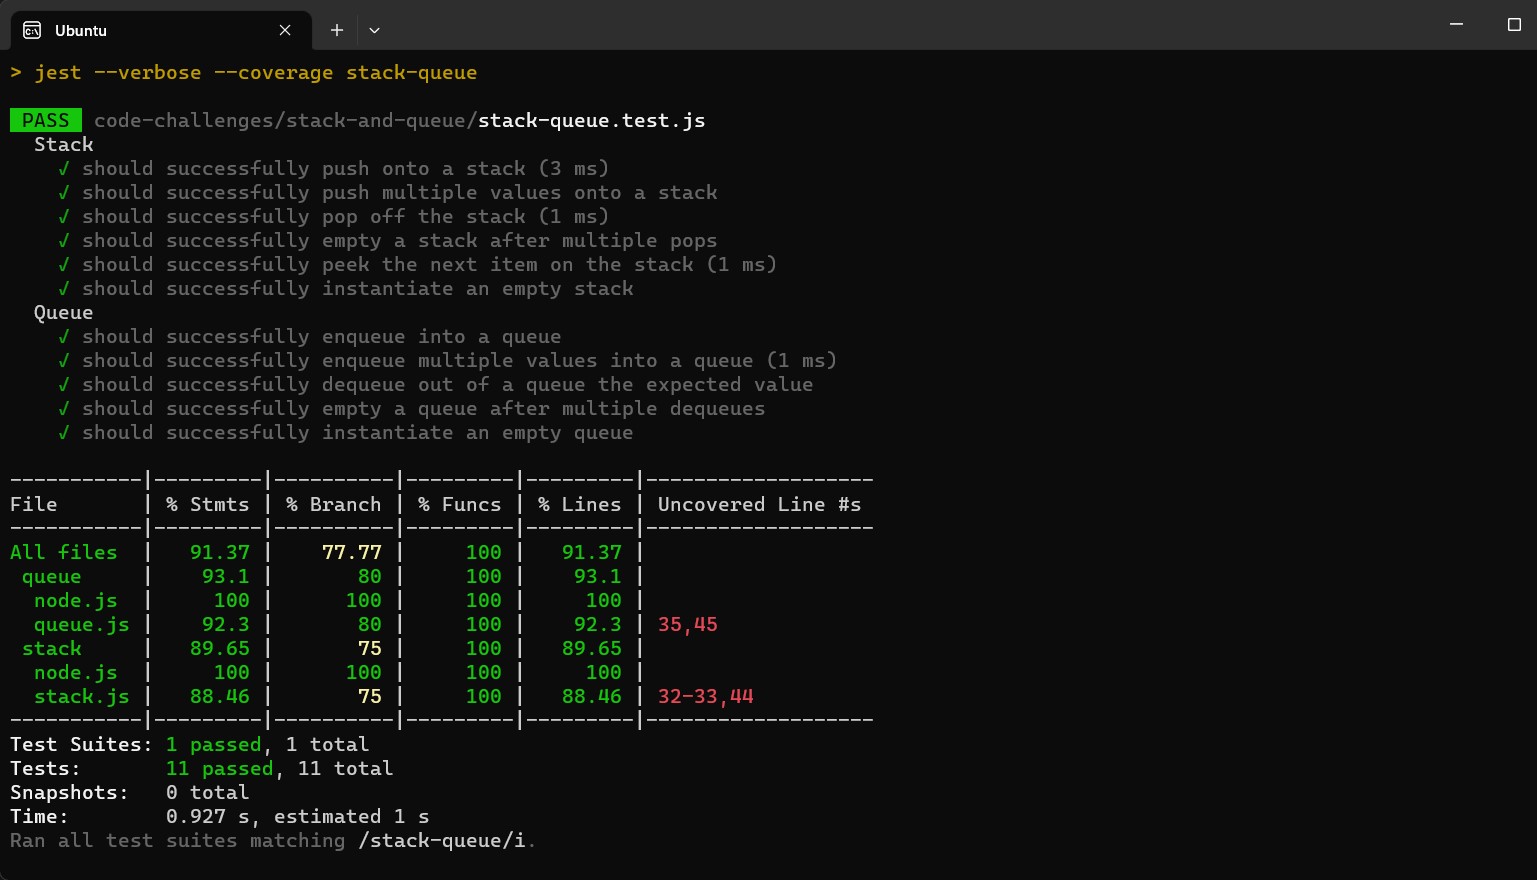 Ubuntu
> jest --verbose --coverage stack-queue
PASS code-challenges/stack-and-queue/stack-queue.test.js
Stack
√ should successfully push onto a stack (3 ms)
√ should successfully push multiple values onto a stack
√ should successfully pop off the stack (1 ms)
√ should successfully empty a stack after multiple pops
√ should successfully peek the next item on the stack (1 ms)
√ should successfully instantiate an empty stack
Queue
√ should successfully enqueue into a queue
√ should successfully enqueue multiple values into a queue (1 ms)
√ should successfully dequeue out of a queue the expected value
√ should successfully empty a queue after multiple dequeues
√ should successfully instantiate an empty queue
-----------|---------|----------|---------|---------|-------------------
File       | % Stmts | % Branch | % Funcs | % Lines | Uncovered Line #s
-----------|---------|----------|---------|---------|-------------------
All files  |   91.37 |    77.77 |     100 |   91.37 |
queue     |    93.1 |       80 |     100 |    93.1 |
node.js  |     100 |      100 |     100 |     100 |
queue.js |    92.3 |       80 |     100 |    92.3 | 35,45
stack     |   89.65 |       75 |     100 |   89.65 |
node.js  |     100 |      100 |     100 |     100 |
stack.js |   88.46 |       75 |     100 |   88.46 | 32-33,44
-----------|---------|----------|---------|---------|-------------------
Test Suites: 1 passed, 1 total
Tests:       11 passed, 11 total
Snapshots:   0 total
Time:        0.927 s, estimated 1 s
Ran all test suites matching /stack-queue/i.